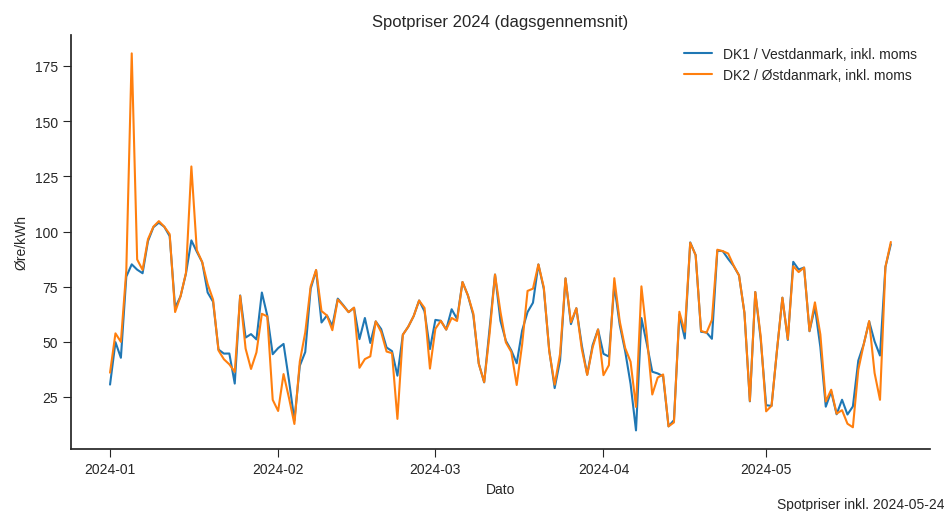 Spotpriser 2024 (dagsgennemsnit)
DK1 / Vestdanmark, inkl. moms
DK2 / Østdanmark, inkl. moms
Øre/kWh
175
150
125
100
75
50
25
2024-01
2024-02
2024-03
2024-04
2024-05
Dato
Spotpriser inkl. 2024-05-24